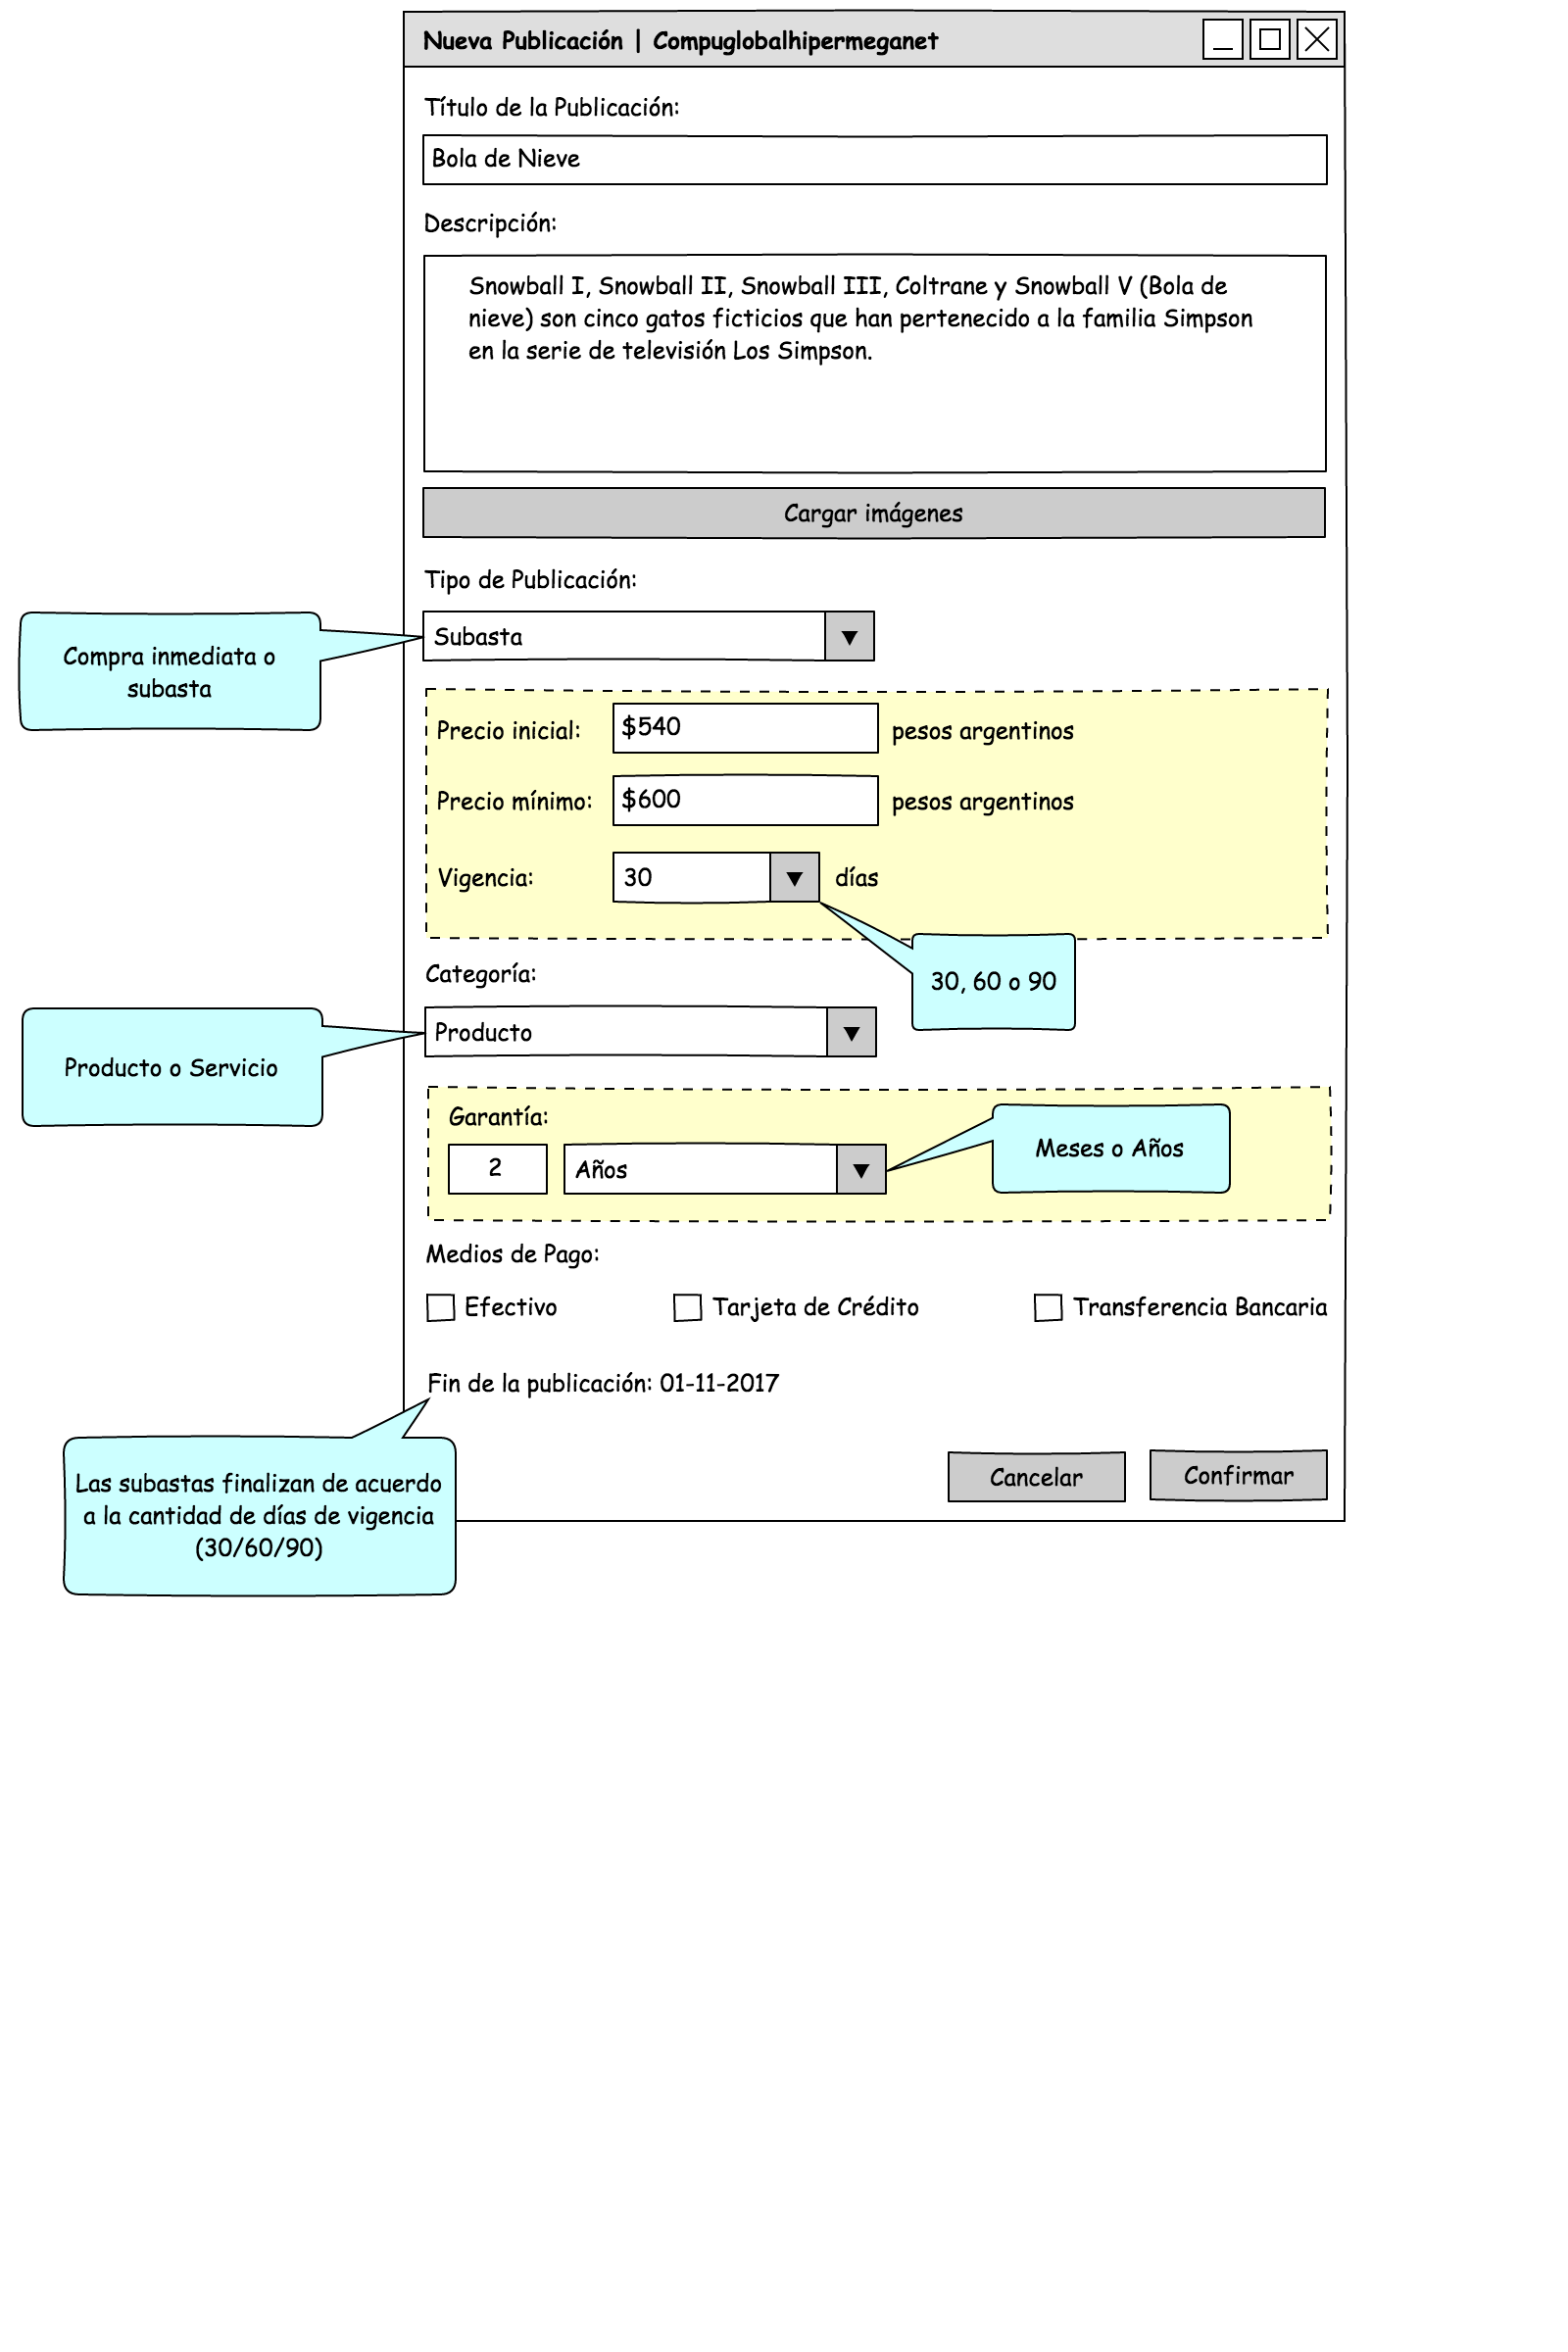 Nueva Publicación | Compuglobalhipermeganet
Título de la Publicación:
Bola de Nieve
Descripción:
Snowball I, Snowball II, Snowball III, Coltrane y Snowball V (Bola de
nieve) son cinco gatos ficticios que han pertenecido a la familia Simpson
en la serie de televisión Los Simpson.
Cargar imágenes
Tipo de Publicación:
Compra inmediata o
subasta
Subasta
Precio inicial: $540 pesos argentinos
Precio mínimo: $600 pesos argentinos
Vigencia: 30 días
30, 60 o 90
Categoría:
Producto o Servicio
Producto
Garantía:
2 Años
Meses o Años
Medios de Pago:
Efectivo Tarjeta de Crédito Transferencia Bancaria
Fin de la publicación: 01-11-2017
Las subastas finalizan de acuerdo
a la cantidad de días de vigencia
(30/60/90)
Cancelar Confirmar